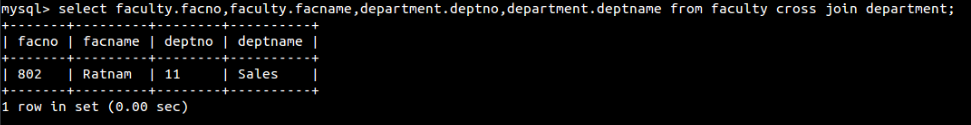 mysql> select faculty.facno,faculty.facname,department.deptno,department.deptname from faculty cross join department;
+-------+---------+--------+----------+
| facno | facname | deptno | deptname |
+-------+---------+--------+----------+
| 802   | Ratnam  | 11     | Sales    |
+-------+---------+--------+----------+
1 row in set (0.00 sec)